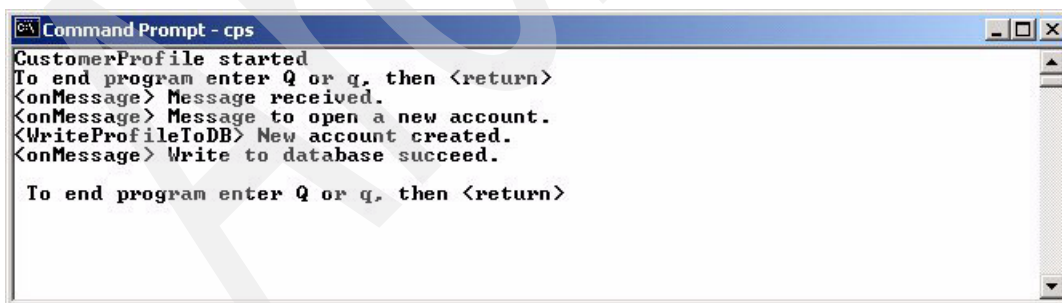 Command Prompt - cps
CustomerProfile started
To end program enter Q or q, then <return>
<onMessage> Message received.
<onMessage> Message to open a new account.
<WriteProfileToDB> New account created.
<onMessage> Write to database succeed.
To end program enter Q or q, then <return>